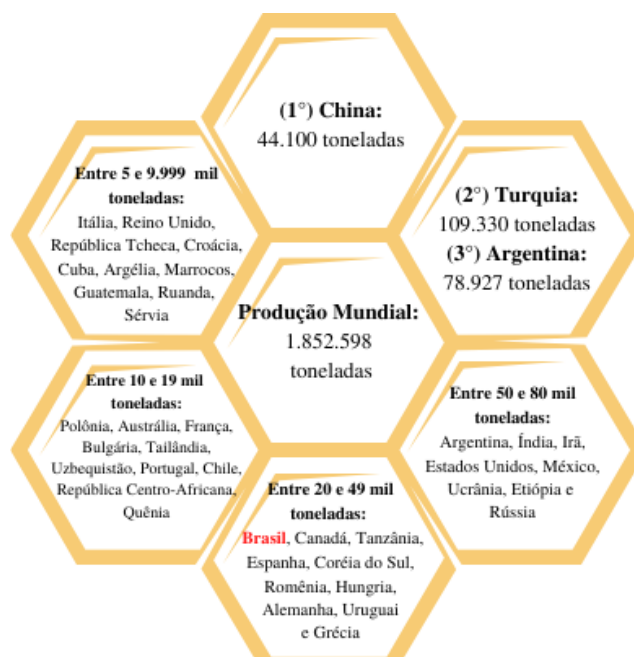 (1°) China:
44.100 toneladas
Entre 5 e 9.999 mil
toneladas:
Itália, Reino Unido,
República Tcheca, Croácia,
Cuba, Argélia, Marrocos,
Guatemala, Ruanda,
Sérvia
(2°) Turquia:
109.330 toneladas
(3°) Argentina:
78.927 toneladas
Produção Mundial:
1.852.598
toneladas
Entre 10 e 19 mil
toneladas:
Polônia, Austrália, França,
Bulgária, Tailândia,
Uzbequistão, Portugal, Chile,
República Centro-Africana,
Quênia
Entre 50 e 80 mil
toneladas:
Argentina, Índia, Irã,
Estados Unidos, México,
Ucrânia, Etiópia e
Rússia
Entre 20 e 49 mil
toneladas:
Brasil, Canadá, Tanzânia,
Espanha, Coréia do Sul,
Romênia, Hungria,
Alemanha, Uruguai
e Grécia